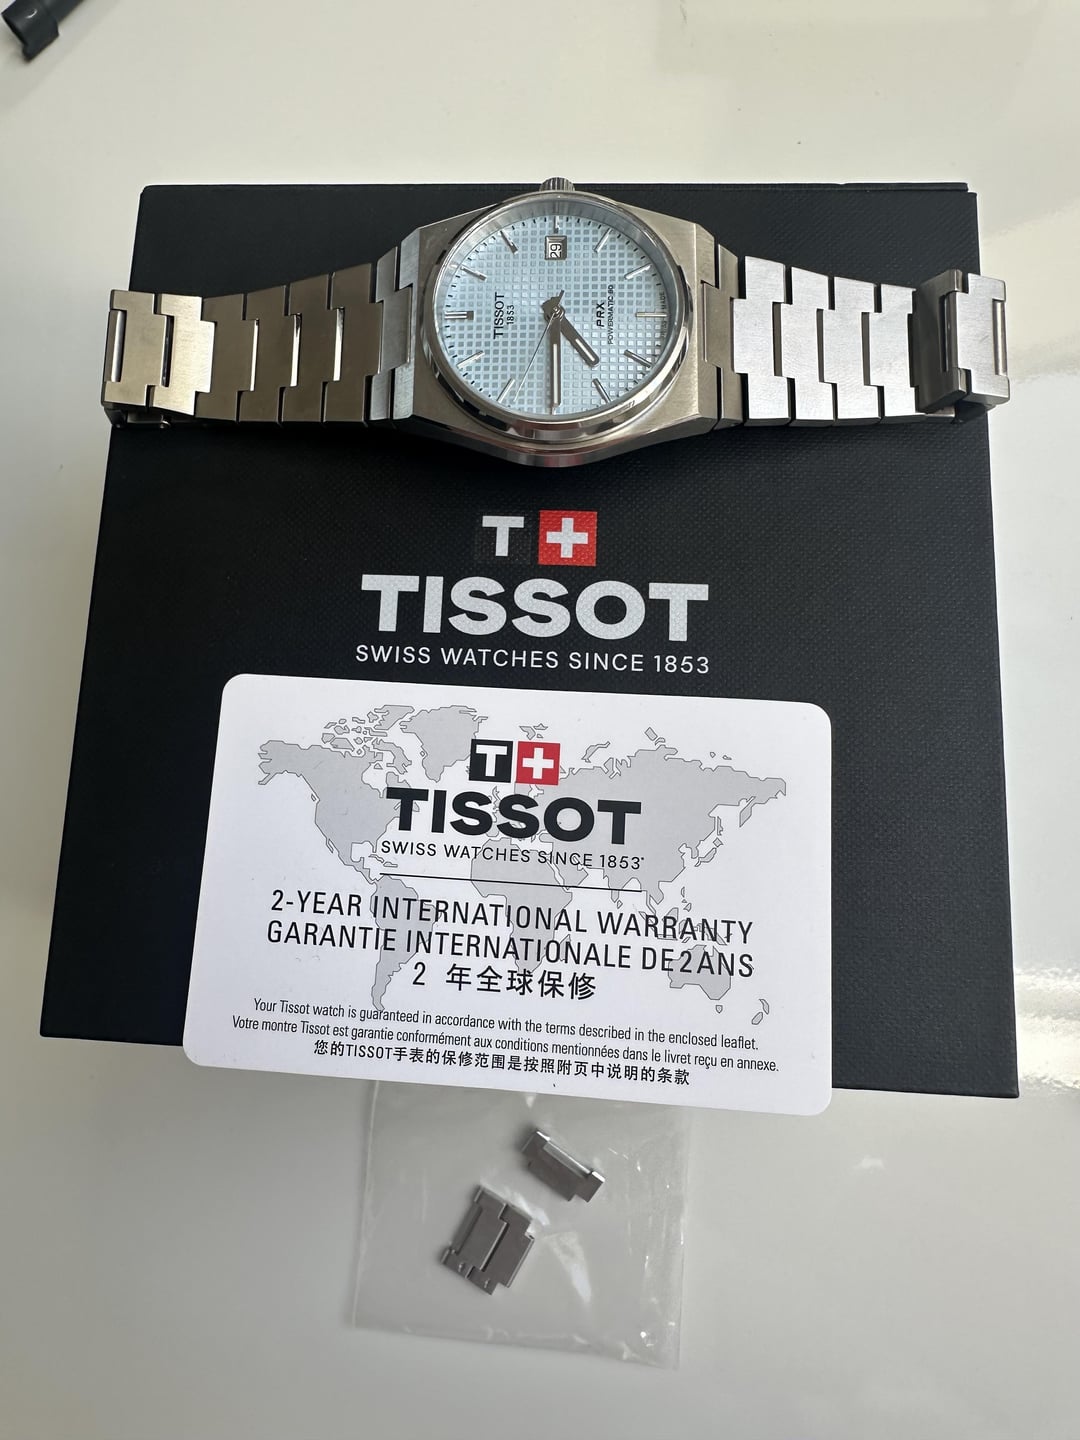 29
TISSOT
1853
PRX
POWERMATIC 80
T+
TISSOT
SWISS WATCHES SINCE 1853
T+
TISSOT
SWISS WATCHES SINCE 1853
2-YEAR INTERNATIONAL WARRANTY
GARANTIE INTERNATIONALE DE2ANS
2 年全球保修
Your Tissot watch is guaranteed in accordance with the terms described in the enclosed leaflet.
Votre montre Tissot est garantie conformément aux conditions mentionnées dans le livret reçu en annexe.
您的TISSOT手表的保修范围是按照附页中说明的条款